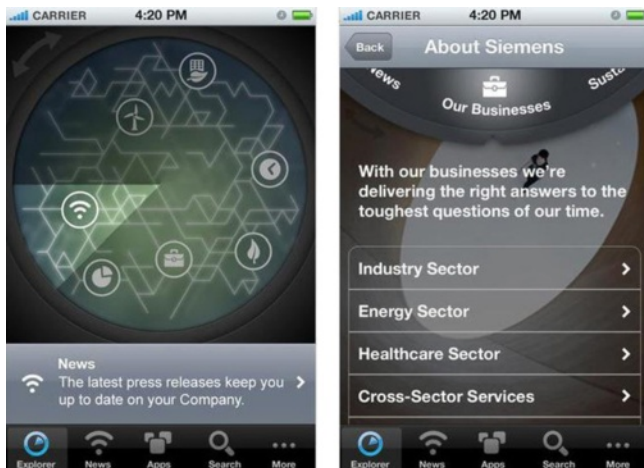 CARRIER 4:20 PM
News
The latest press releases keep you
up to date on your Company.
Explorer News Apps Search More
CARRIER 4:20 PM
Back About Siemens
News Our Businesses
With our businesses we're
delivering the right answers to the
toughest questions of our time.
Industry Sector
Energy Sector
Healthcare Sector
Cross-Sector Services
Explorer News Apps Search More